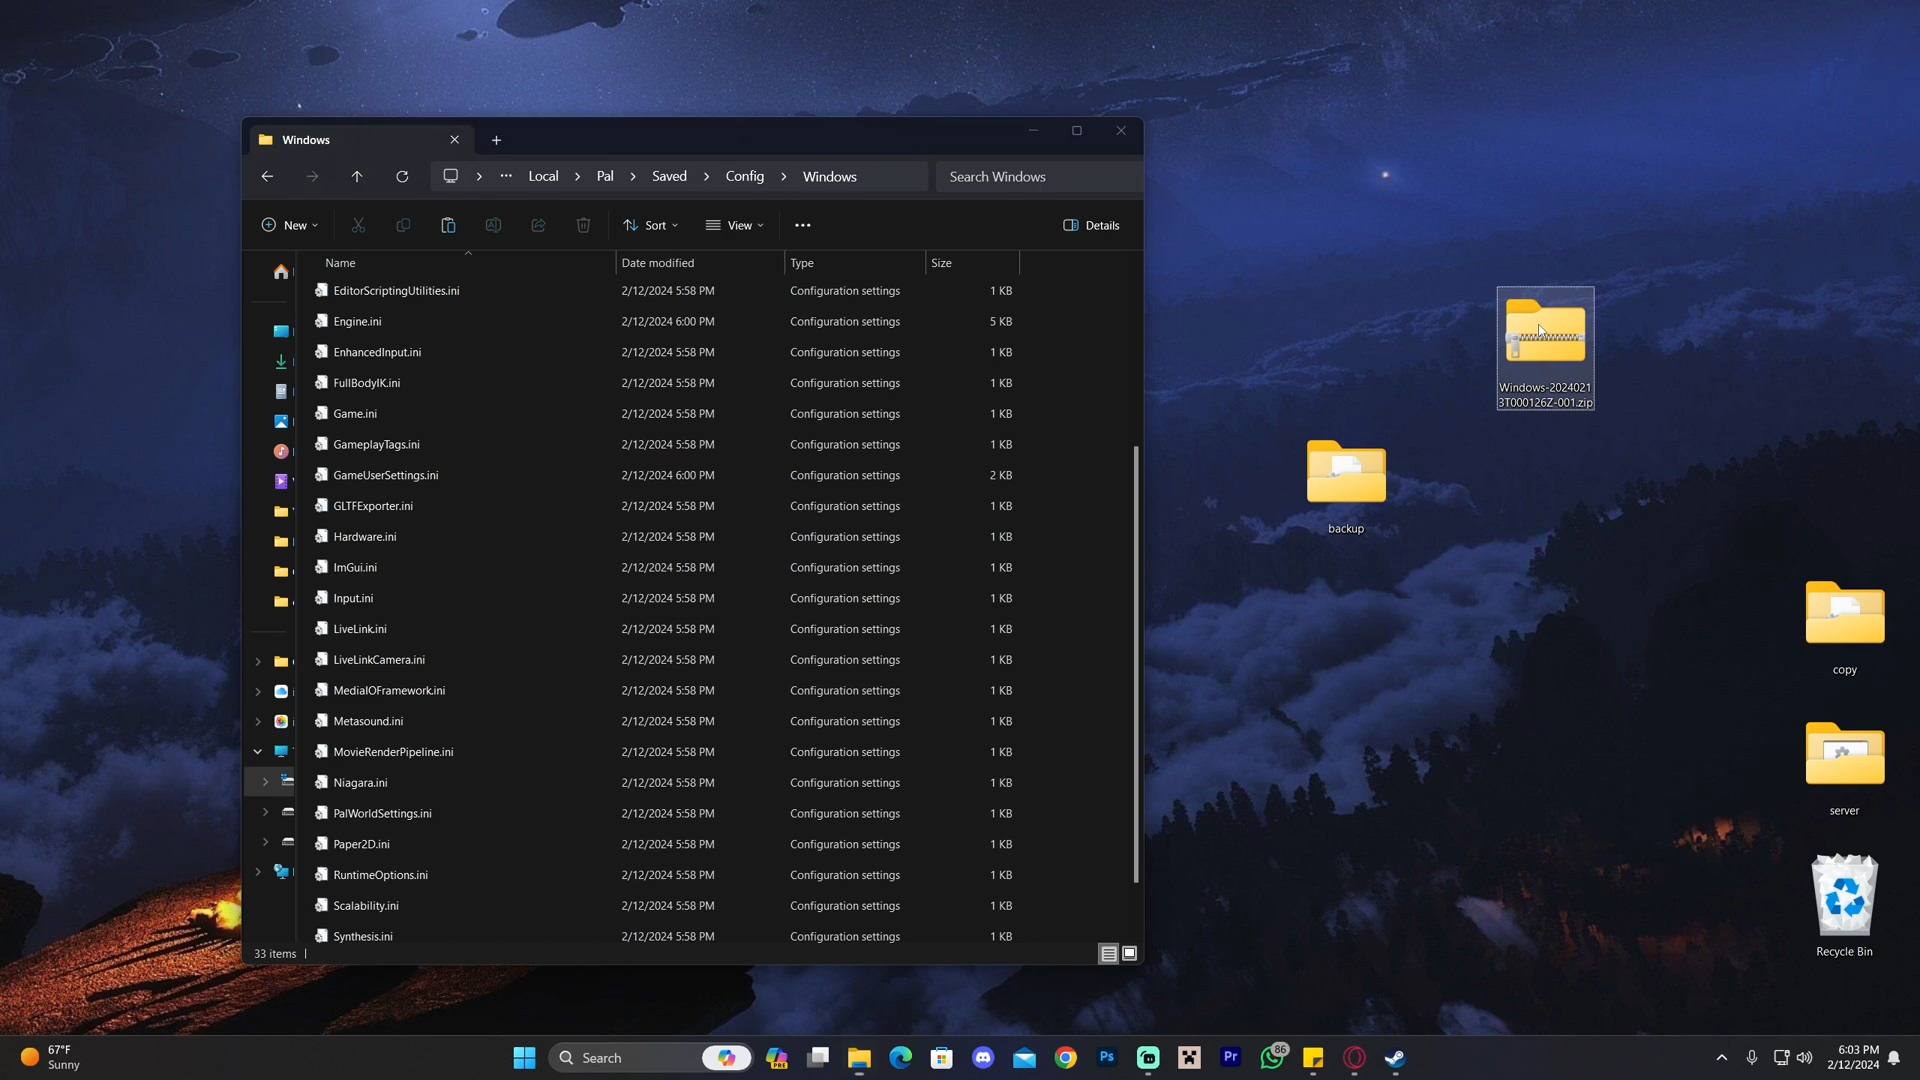 Windows
Local
Pal
Saved
Config
Windows
Search Windows
New
Sort
View
Details
Name Date modified Type Size
EditorScriptingUtilities.ini 2/12/2024 5:58 PM Configuration settings 1 KB
Engine.ini 2/12/2024 6:00 PM Configuration settings 5 KB
EnhancedInput.ini 2/12/2024 5:58 PM Configuration settings 1 KB
FullBodyIK.ini 2/12/2024 5:58 PM Configuration settings 1 KB
Game.ini 2/12/2024 5:58 PM Configuration settings 1 KB
GameplayTags.ini 2/12/2024 5:58 PM Configuration settings 1 KB
GameUserSettings.ini 2/12/2024 6:00 PM Configuration settings 2 KB
GLTFExporter.ini 2/12/2024 5:58 PM Configuration settings 1 KB
Hardware.ini 2/12/2024 5:58 PM Configuration settings 1 KB
ImGui.ini 2/12/2024 5:58 PM Configuration settings 1 KB
Input.ini 2/12/2024 5:58 PM Configuration settings 1 KB
LiveLink.ini 2/12/2024 5:58 PM Configuration settings 1 KB
LiveLinkCamera.ini 2/12/2024 5:58 PM Configuration settings 1 KB
MediaIOFramework.ini 2/12/2024 5:58 PM Configuration settings 1 KB
Metasound.ini 2/12/2024 5:58 PM Configuration settings 1 KB
MovieRenderPipeline.ini 2/12/2024 5:58 PM Configuration settings 1 KB
Niagara.ini 2/12/2024 5:58 PM Configuration settings 1 KB
PalWorldSettings.ini 2/12/2024 5:58 PM Configuration settings 1 KB
Paper2D.ini 2/12/2024 5:58 PM Configuration settings 1 KB
RuntimeOptions.ini 2/12/2024 5:58 PM Configuration settings 1 KB
Scalability.ini 2/12/2024 5:58 PM Configuration settings 1 KB
Synthesis.ini 2/12/2024 5:58 PM Configuration settings 1 KB
33 items
Windows-2024021
3T000126Z-001.zip
backup
copy
server
Recycle Bin
67°F
Sunny
Search
PRE
Ps
Pr
86
6:03 PM
2/12/2024